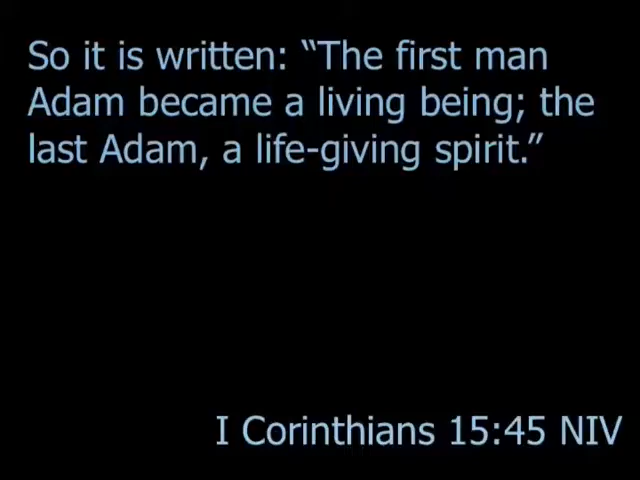 So it is written: “The first man
Adam became a living being; the
last Adam, a life-giving spirit.”
I Corinthians 15:45 NIV